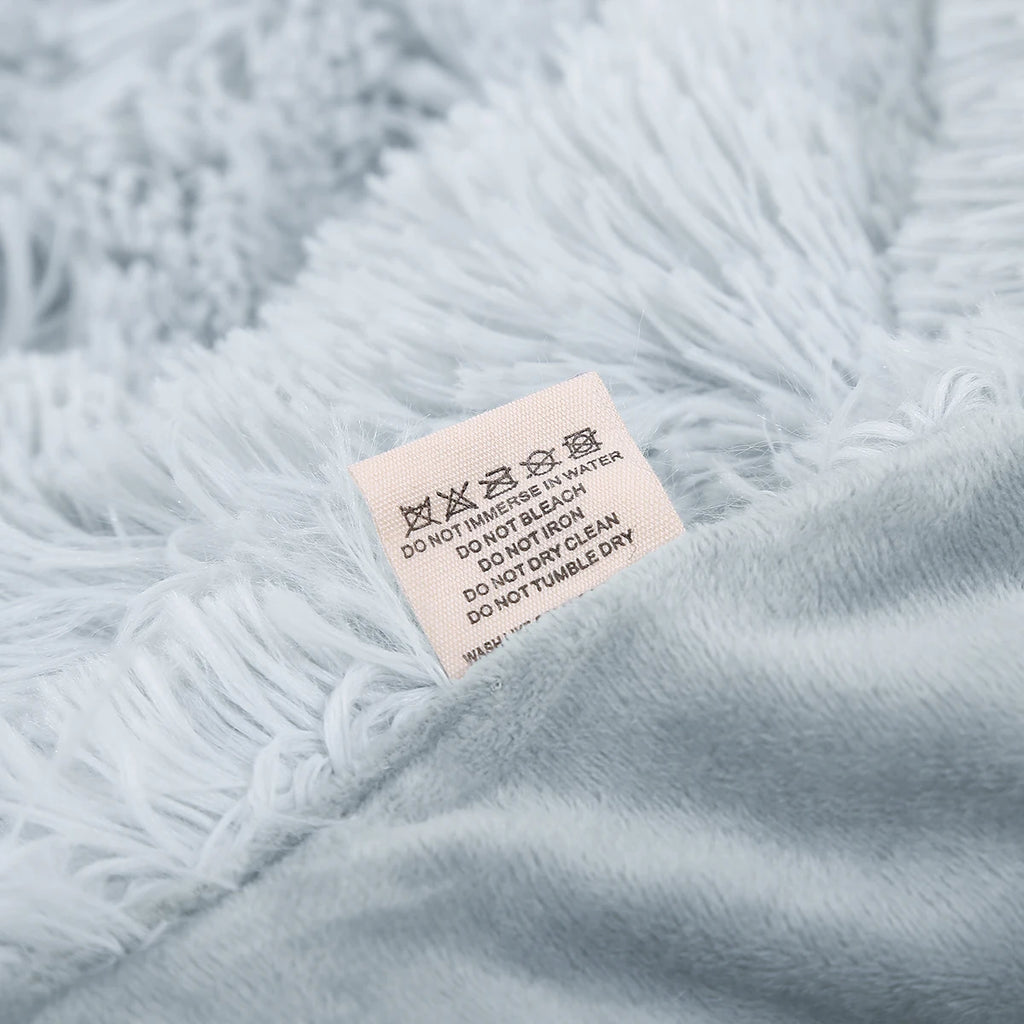 DO NOT IMMERSE IN WATER
DO NOT BLEACH
DO NOT IRON
DO NOT DRY CLEAN
DO NOT TUMBLE DRY
WASH